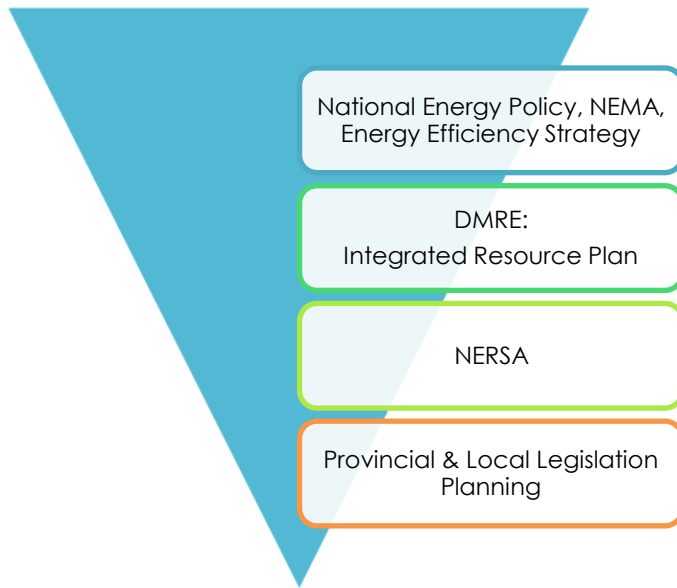 National Energy Policy, NEMA,
Energy Efficiency Strategy
DMRE:
Integrated Resource Plan
NERSA
Provincial & Local Legislation
Planning